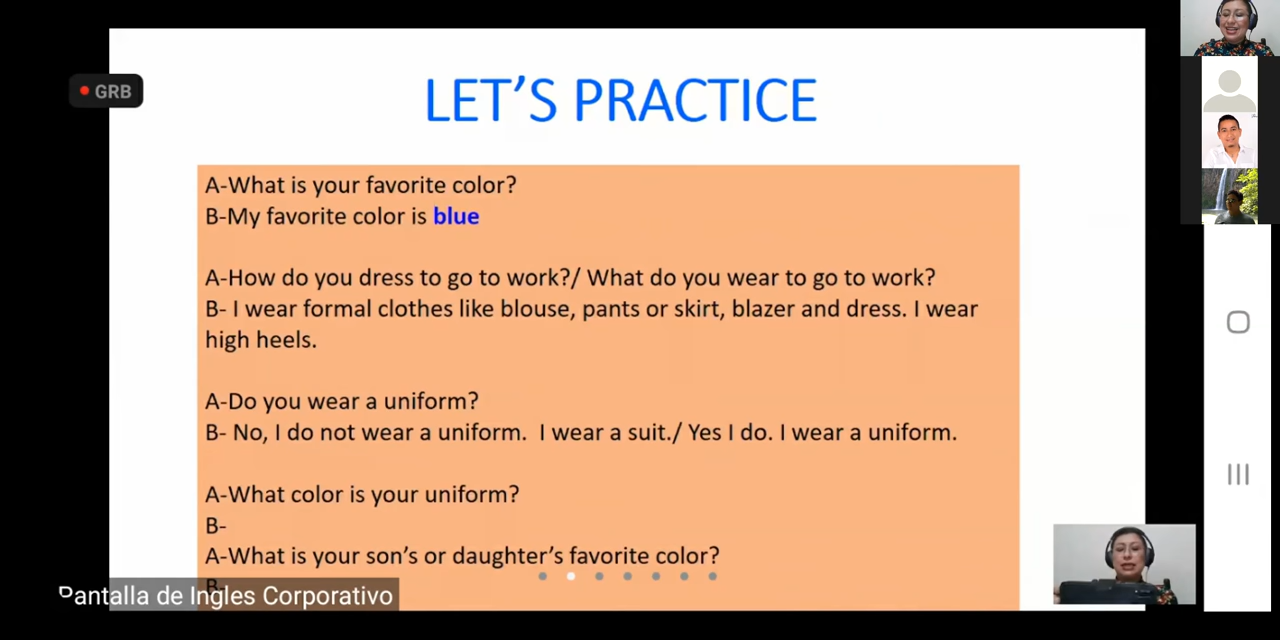 LET'S PRACTICE
GRB
A-What is your favorite color?
B-My favorite color is blue
A-How do you dress to go to work?/ What do you wear to go to work?
B- I wear formal clothes like blouse, pants or skirt, blazer and dress. I wear
high heels.
A-Do you wear a uniform?
B- No, I do not wear a uniform.  I wear a suit./ Yes I do. I wear a uniform.
A-What color is your uniform?
B-
A-What is your son's or daughter's favorite color?
B-
Pantalla de Ingles Corporativo